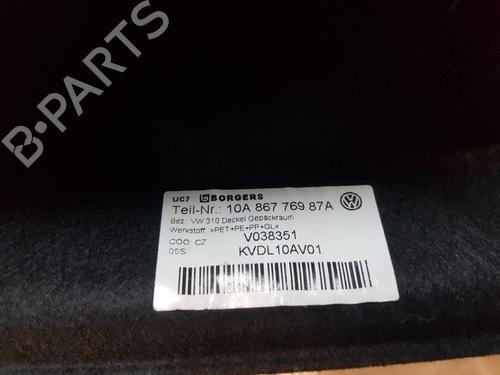 B-PARTS
UC7 BORGERS
Teil-Nr.: 10A 867 769 87A
Bez.: VW 310 Deckel Gepäckraum
Werkstoff: >PET+PE+PP+GL<
COO: CZ V038351
05S KVDL10AV01